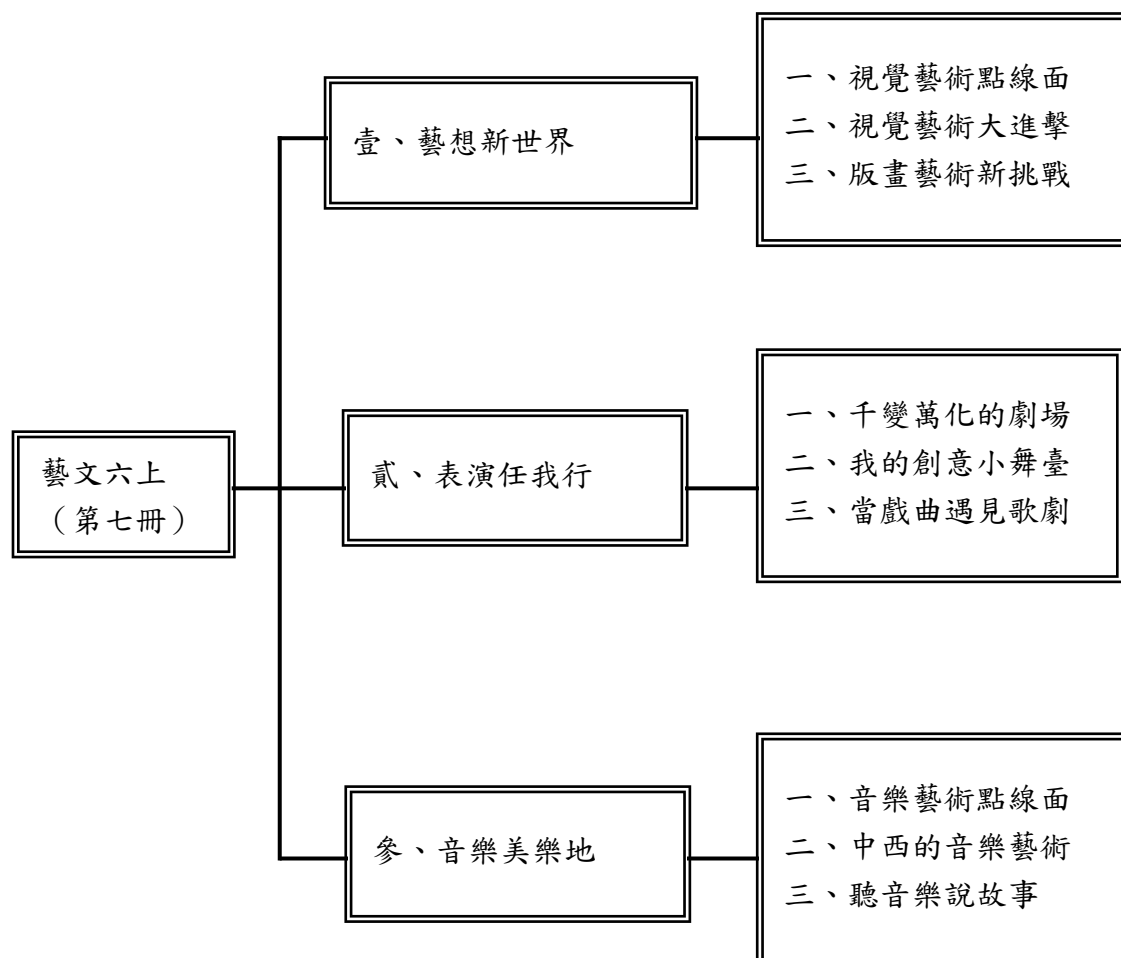 藝文六上
（第七冊）
壹、藝想新世界
一、視覺藝術點線面
二、視覺藝術大進擊
三、版畫藝術新挑戰
貳、表演任我行
一、千變萬化的劇場
二、我的創意小舞臺
三、當戲曲遇見歌劇
參、音樂美樂地
一、音樂藝術點線面
二、中西的音樂藝術
三、聽音樂說故事